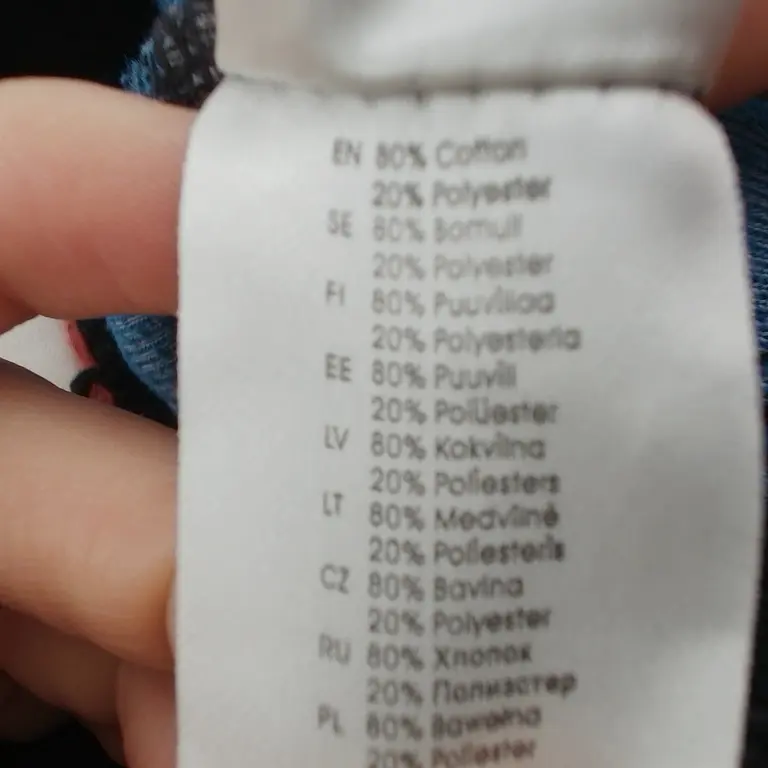 EN 80% Cotton
20% Polyester
SE 80% Bomull
20% Polyester
FI 80% Puuvillaa
20% Polyesteria
EE 80% Puuvill
20% Polüester
LV 80% Kokvilna
20% Poliesters
LT 80% Medvilnė
20% Poliesteris
CZ 80% Bavlna
20% Polyester
RU 80% Хлопок
20% Полиэстер
PL 80% Bawełna
20% Poliester